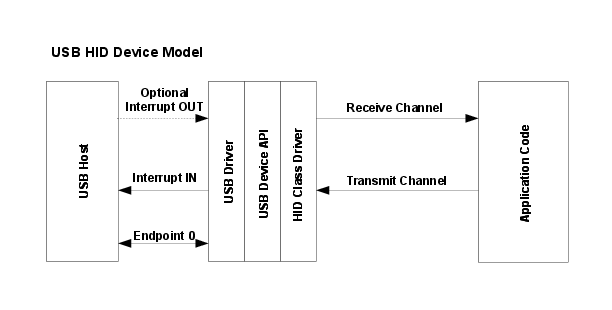 USB HID Device Model
Optional
Interrupt OUT
Receive Channel
Interrupt IN
Transmit Channel
Endpoint 0
USB Host
USB Driver
USB Device API
HID Class Driver
Application Code